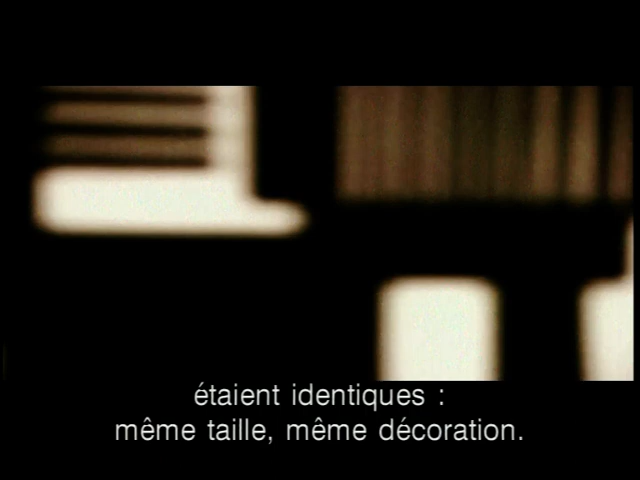 étaient identiques :
même taille, même décoration.